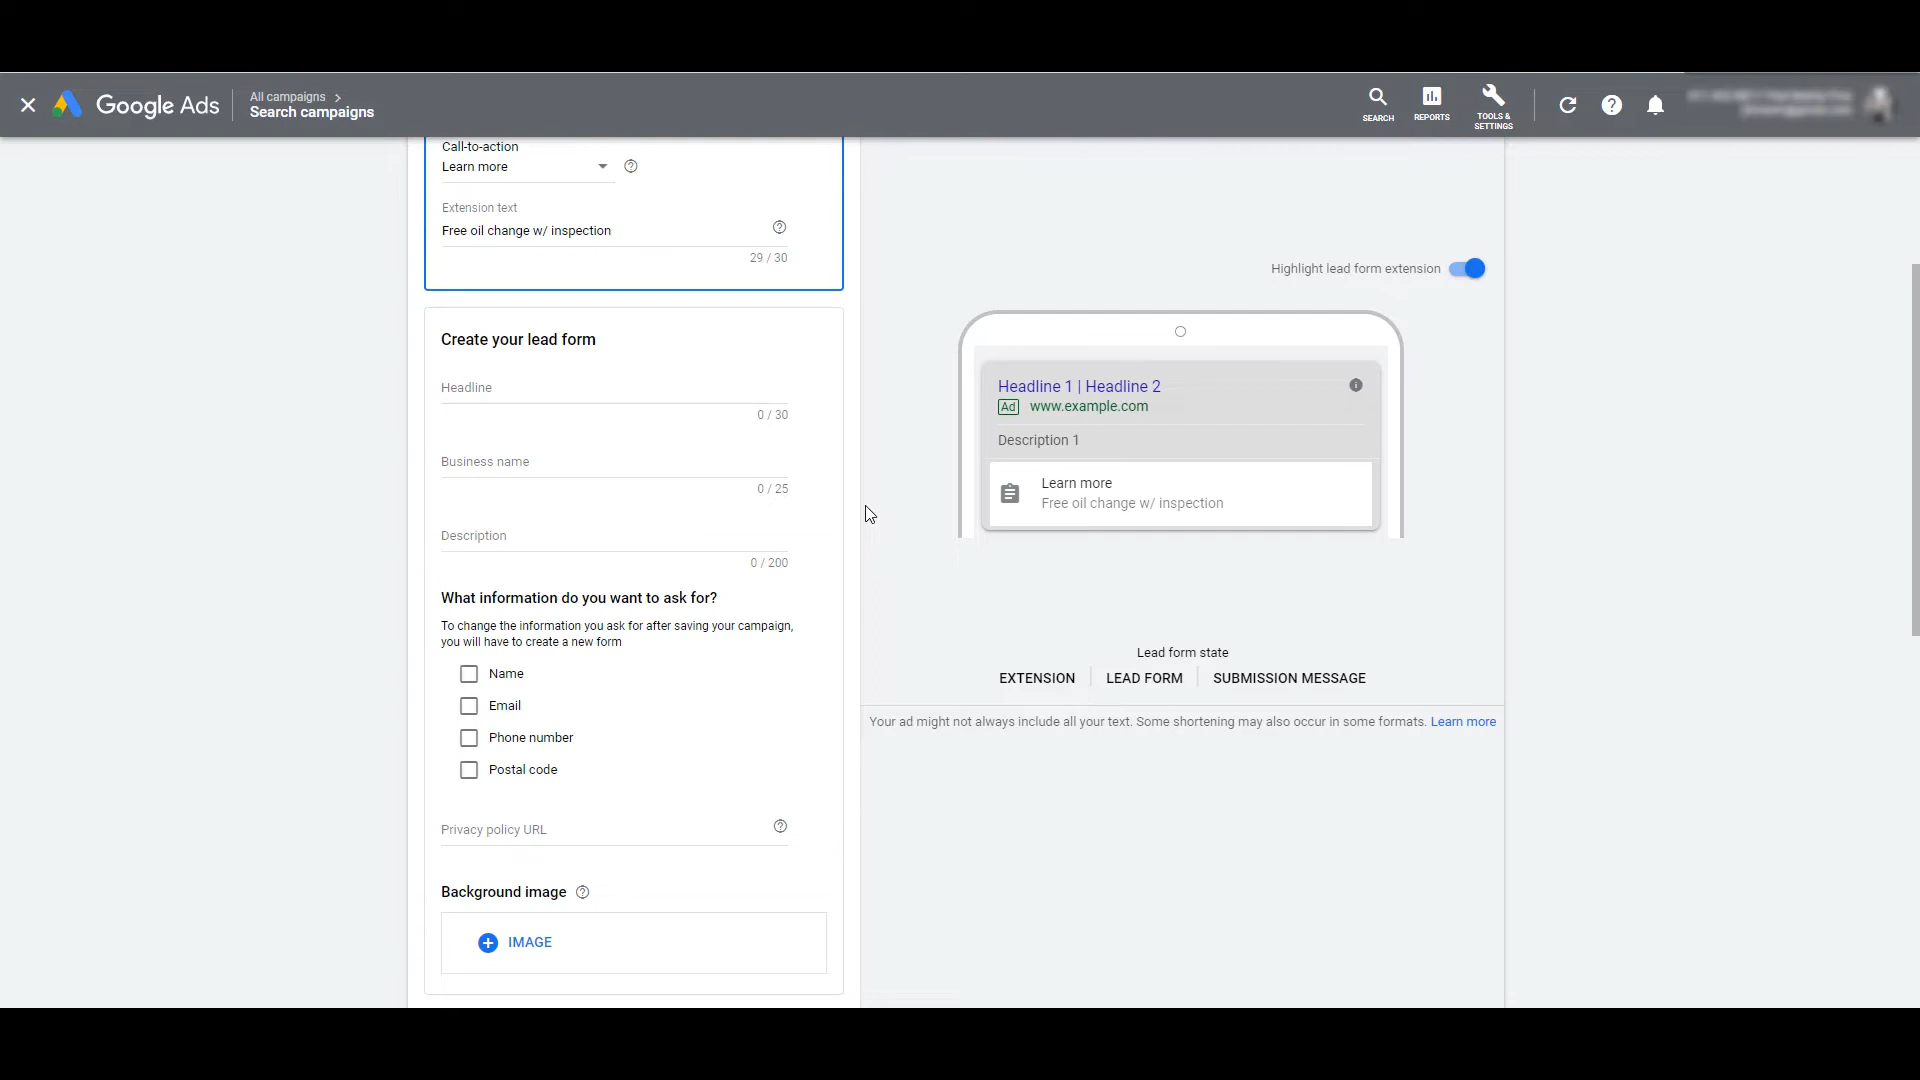 Google Ads
All campaigns
Search campaigns
SEARCH
REPORTS
TOOLS &
SETTINGS
Call-to-action
Learn more
Extension text
Free oil change w/ inspection
29 / 30
Create your lead form
Headline
0 / 30
Business name
0 / 25
Description
0 / 200
What information do you want to ask for?
To change the information you ask for after saving your campaign,
you will have to create a new form
Name
Email
Phone number
Postal code
Privacy policy URL
Background image
IMAGE
Highlight lead form extension
Headline 1 | Headline 2
Ad www.example.com
Description 1
Learn more
Free oil change w/ inspection
Lead form state
EXTENSION
LEAD FORM
SUBMISSION MESSAGE
Your ad might not always include all your text. Some shortening may also occur in some formats. Learn more